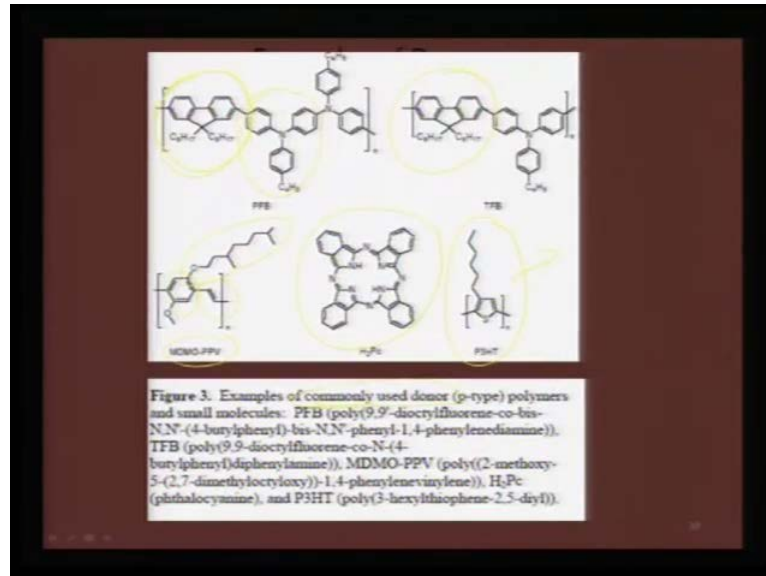 C₄H₉
C₈H₁₇ C₈H₁₇
C₈H₁₇ C₈H₁₇
C₄H₉
C₄H₉
PFB
TFB
MDMO-PPV
H₂Pc
P3HT
Figure 3. Examples of commonly used donor (p-type) polymers
and small molecules: PFB (poly(9,9'-dioctylfluorene-co-bis-
N,N'-(4-butylphenyl)-bis-N,N'-phenyl-1,4-phenylenediamine)),
TFB (poly(9,9-dioctylfluorene-co-N-(4-
butylphenyl)diphenylamine)), MDMO-PPV (poly((2-methoxy-
5-(2,7-dimethyloctyloxy))-1,4-phenylenevinylene)), H₂Pc
(phthalocyanine), and P3HT (poly(3-hexylthiophene-2,5-diyl)).